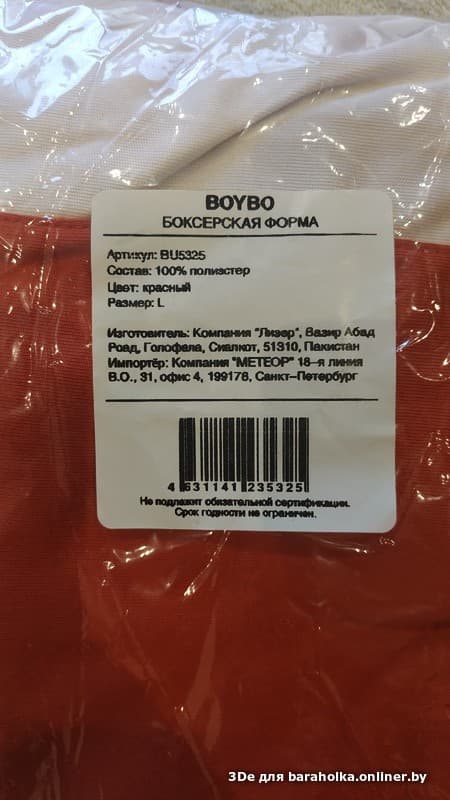 BOYBO
БОКСЕРСКАЯ ФОРМА
Артикул: BU5325
Состав: 100% полиэстер
Цвет: красный
Размер: L
Изготовитель: Компания "Лизер", Вазир Абад
Роад, Голофала, Сиалкот, 51310, Пакистан
Импортёр: Компания "МЕТЕОР" 18-я линия
В.О., 31, офис 4, 199178, Санкт-Петербург
4 631141 235325
Не подлежит обязательной сертификации.
Срок годности не ограничен.
3De для baraholka.onliner.by